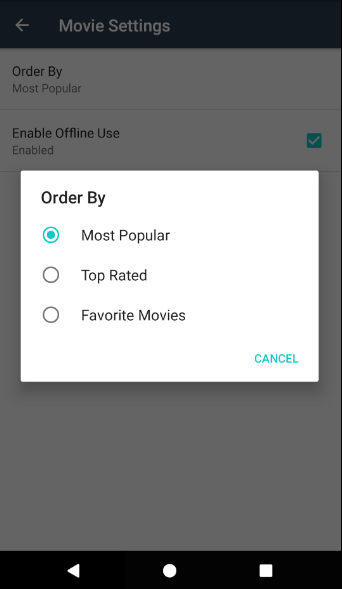 Movie Settings
Order By
Most Popular
Enable Offline Use
Enabled
Order By
Most Popular
Top Rated
Favorite Movies
CANCEL